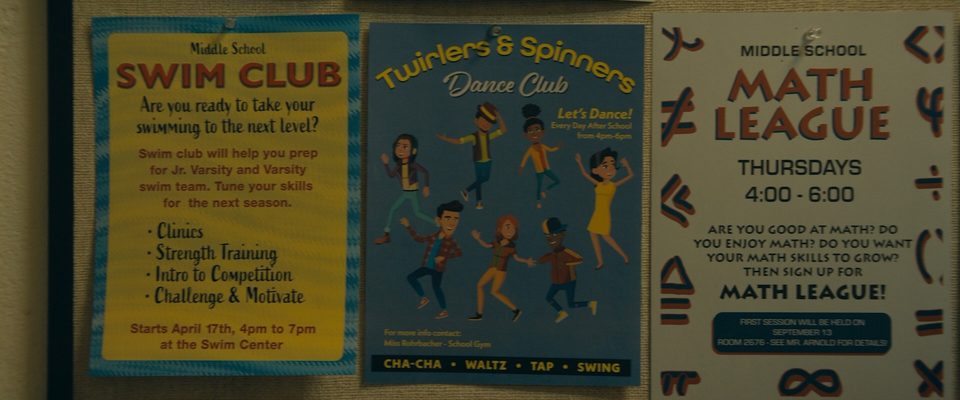 Middle School
SWIM CLUB
Are you ready to take your
swimming to the next level?
Swim club will help you prep
for Jr. Varsity and Varsity
swim team. Tune your skills
for the next season.
• Clinics
• Strength Training
• Intro to Competition
• Challenge & Motivate
Starts April 17th, 4pm to 7pm
at the Swim Center
Twirlers & Spinners
Dance Club
Let's Dance!
Every Day After School
from 4pm-6pm
For more info contact:
Miss Rohrbacher - School Gym
CHA-CHA • WALTZ • TAP • SWING
MIDDLE SCHOOL
MATH
LEAGUE
THURSDAYS
4:00 - 6:00
ARE YOU GOOD AT MATH? DO
YOU ENJOY MATH? DO YOU WANT
YOUR MATH SKILLS TO GROW?
THEN SIGN UP FOR
MATH LEAGUE!
FIRST SESSION WILL BE HELD ON
SEPTEMBER 13
ROOM 2676 - SEE MR. ARNOLD FOR DETAILS!